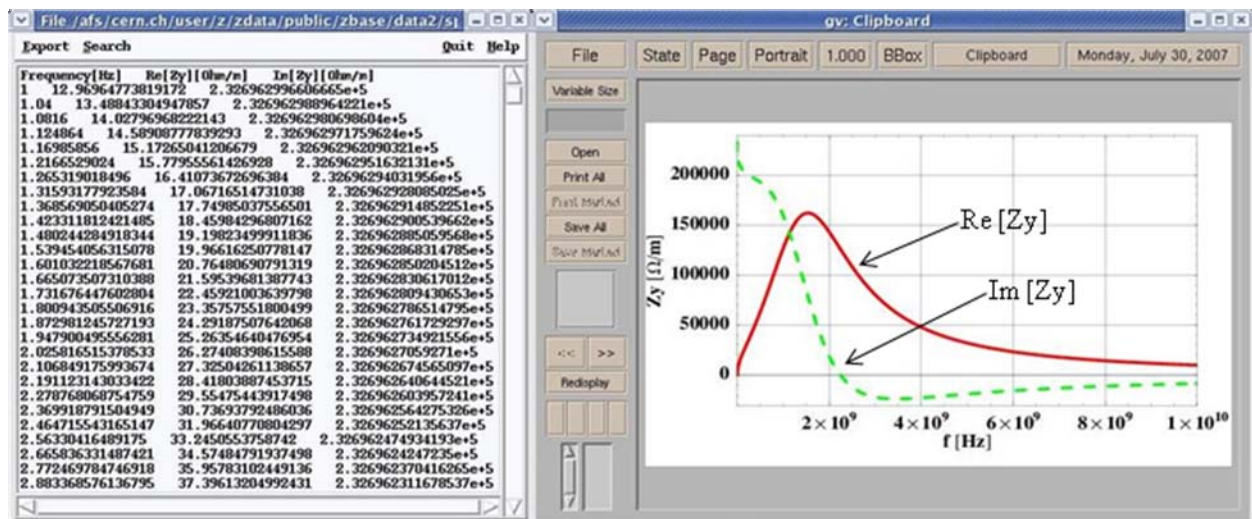 File /afs/cern.ch/user/z/zdata/public/zbase/data2/sp
Export Search Quit Help
Frequency[Hz] Re[Zy][Ohm/m] Im[Zy][Ohm/m]
1 12.96964773819172 2.326962996606665e+5
1.04 13.48843304947857 2.326962988964221e+5
1.0816 14.02796968222143 2.326962980698604e+5
1.124864 14.58908777839293 2.326962971759624e+5
1.16985856 15.17265041206679 2.326962962090321e+5
1.2166529024 15.77955561426928 2.326962951632131e+5
1.265319018496 16.41073672696384 2.32696294031956e+5
1.31593177923584 17.06716514731038 2.326962928085025e+5
1.368569050405274 17.74985037556501 2.326962914852251e+5
1.423311812421485 18.45984296807162 2.326962900539662e+5
1.480244284918344 19.19823499911836 2.326962885059568e+5
1.539454056315078 19.96616250778147 2.326962868314785e+5
1.601032218567681 20.76480690791319 2.326962850204512e+5
1.665073507310388 21.59539681387743 2.326962830617012e+5
1.731676447602804 22.45921003639798 2.326962809430653e+5
1.800943505506916 23.35757551800499 2.326962786514795e+5
1.872981245727193 24.29187507642068 2.326962761729297e+5
1.947900495556281 25.26354640476954 2.326962734921556e+5
2.025816515378533 26.27408398615588 2.32696270592​71e+5
2.106849175993674 27.32504261138657 2.326962674565097e+5
2.191123143033422 28.41803887453715 2.326962640644521e+5
2.278768068754759 29.55475443917498 2.326962603957241e+5
2.369918791504949 30.73693792486036 2.326962564275326e+5
2.464715543165147 31.96640770804297 2.32696252135637e+5
2.56330416489175 33.2450553758742 2.326962474934193e+5
2.665836331487421 34.57484791937498 2.32696242472​35e+5
2.772469784746918 35.95783102449136 2.326962370416265e+5
2.883368576136795 37.39613204992431 2.326962311678537e+5
gv: Clipboard
File State Page Portrait 1.000 BBox Clipboard Monday, July 30, 2007
Variable Size
Open
Print All
Print Marked
Save All
Save Marked
<< >>
Redisplay
200000
150000
100000
50000
0
Zy [Ω/m]
Re [Zy]
Im [Zy]
2×10⁹ 4×10⁹ 6×10⁹ 8×10⁹ 1×10¹⁰
f [Hz]